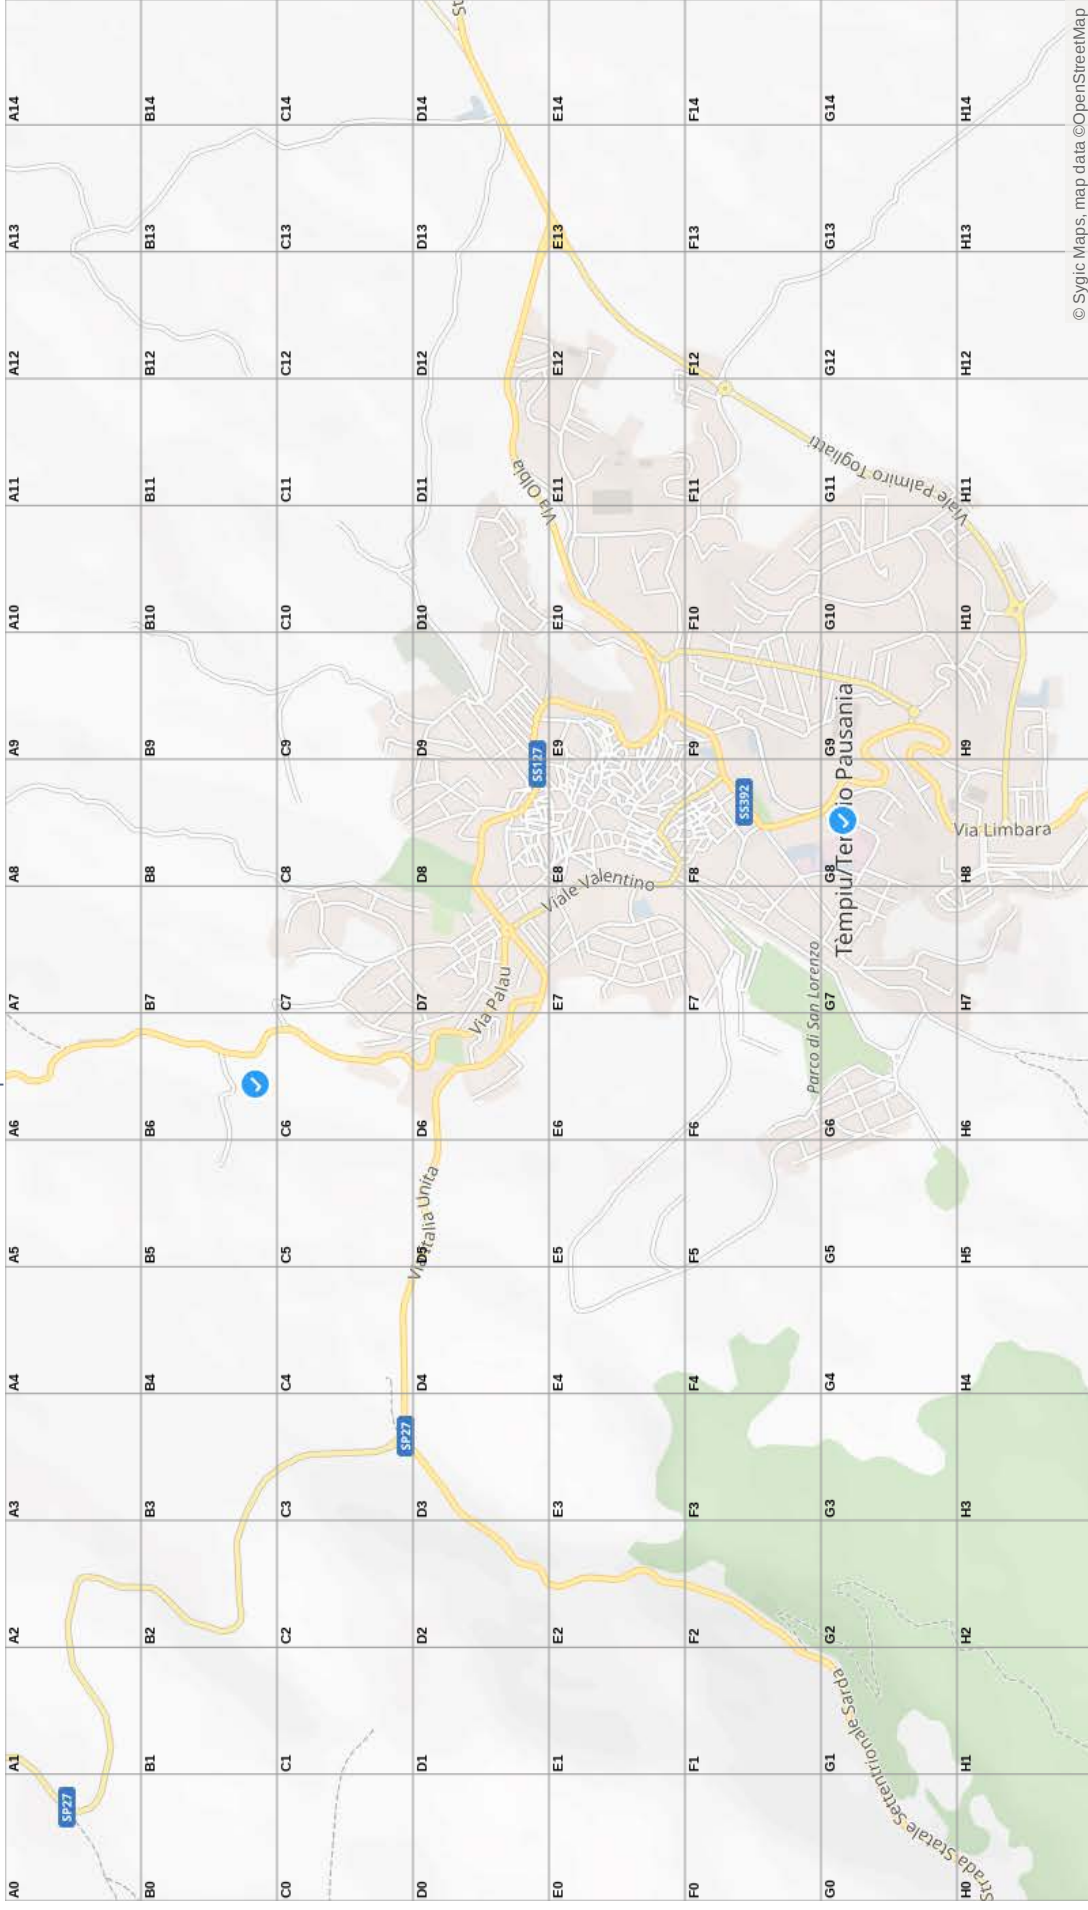 A0 A1 A2 A3 A4 A5 A6 A7 A8 A9 A10 A11 A12 A13 A14
SP27
B0 B1 B2 B3 B4 B5 B6 B7 B8 B9 B10 B11 B12 B13 B14
C0 C1 C2 C3 C4 C5 C6 C7 C8 C9 C10 C11 C12 C13 C14
SP27
D0 D1 D2 D3 D4 D5 D6 D7 D8 D9 D10 D11 D12 D13 D14
Via Italia Unita
St
Via Palau
Via Olbia
SS127
E0 E1 E2 E3 E4 E5 E6 E7 E8 E9 E10 E11 E12 E13 E14
Viale Valentino
F0 F1 F2 F3 F4 F5 F6 F7 F8 F9 F10 F11 F12 F13 F14
SS392
Parco di San Lorenzo
G0 G1 G2 G3 G4 G5 G6 G7 G8 G9 G10 G11 G12 G13 G14
Tèmpiu/Ter io Pausania
Viale Palmiro Togliatti
Strada Statale Settentrionale Sarda
H0 H1 H2 H3 H4 H5 H6 H7 H8 H9 H10 H11 H12 H13 H14
Via Limbara
© Sygic Maps, map data ©OpenStreetMap